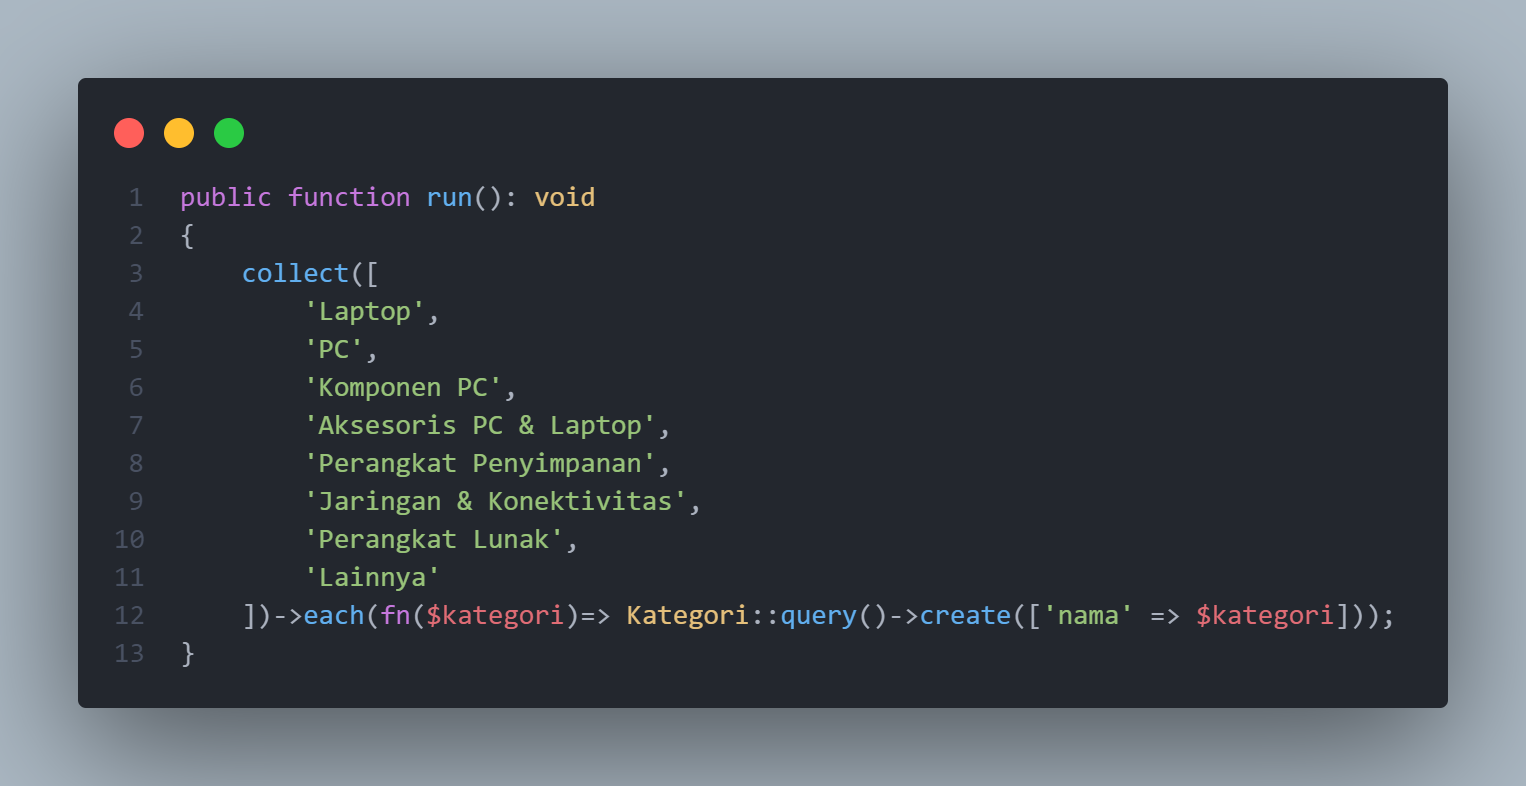 1 public function run(): void
2 {
3     collect([
4         'Laptop',
5         'PC',
6         'Komponen PC',
7         'Aksesoris PC & Laptop',
8         'Perangkat Penyimpanan',
9         'Jaringan & Konektivitas',
10         'Perangkat Lunak',
11         'Lainnya'
12     ])->each(fn($kategori)=> Kategori::query()->create(['nama' => $kategori]));
13 }